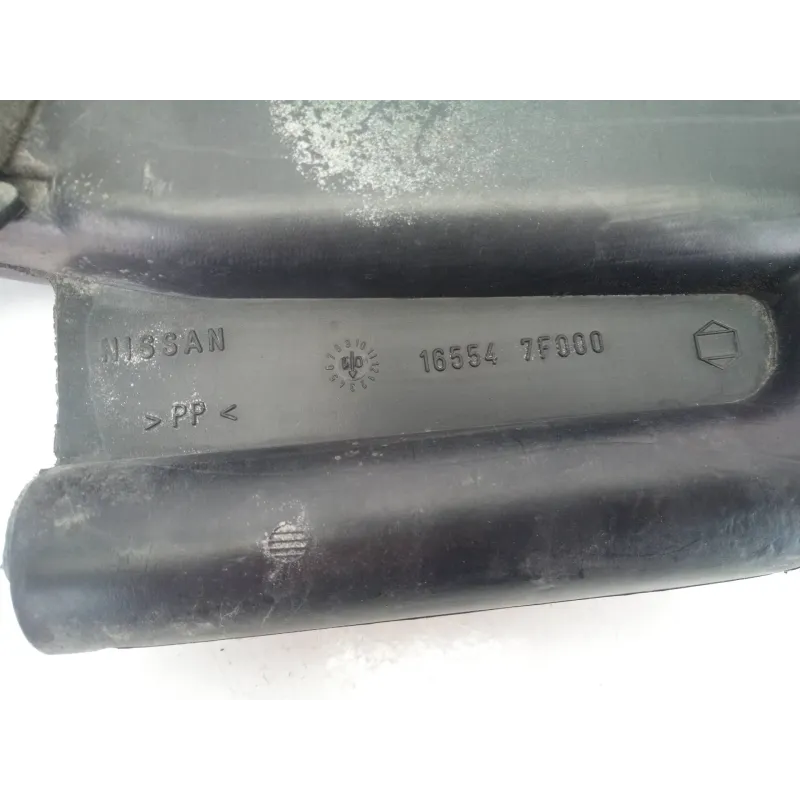 NISSAN
16554 7F000
>PP<